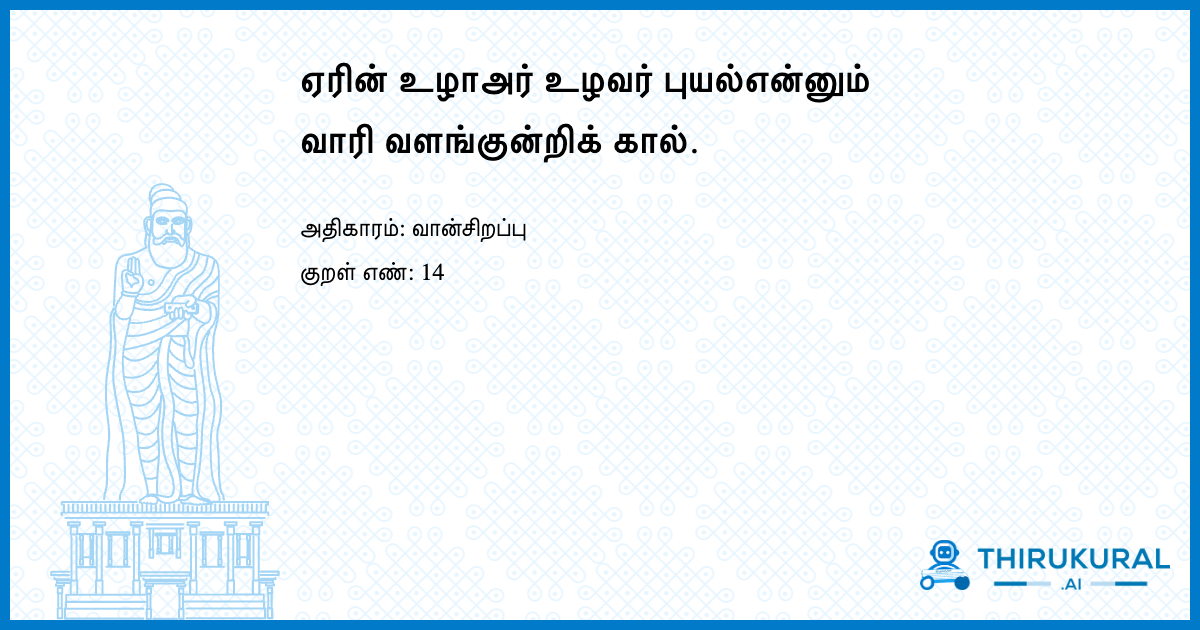 ஏரின் உழாஅர் உழவர் புயல்என்னும்
வாரி வளங்குன்றிக் கால்.
அதிகாரம்: வான்சிறப்பு
குறள் எண்: 14
THIRUKURAL
.AI